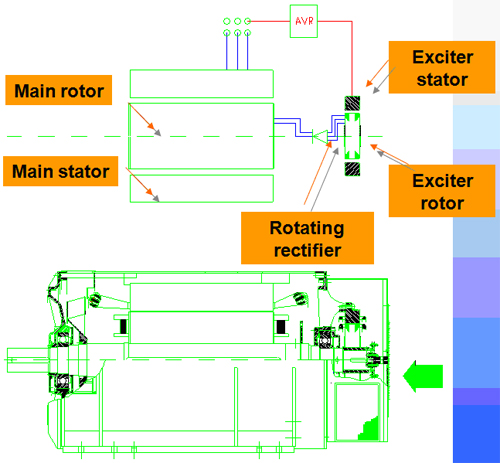 AVR
Exciter
stator
Main rotor
Main stator
Exciter
rotor
Rotating
rectifier